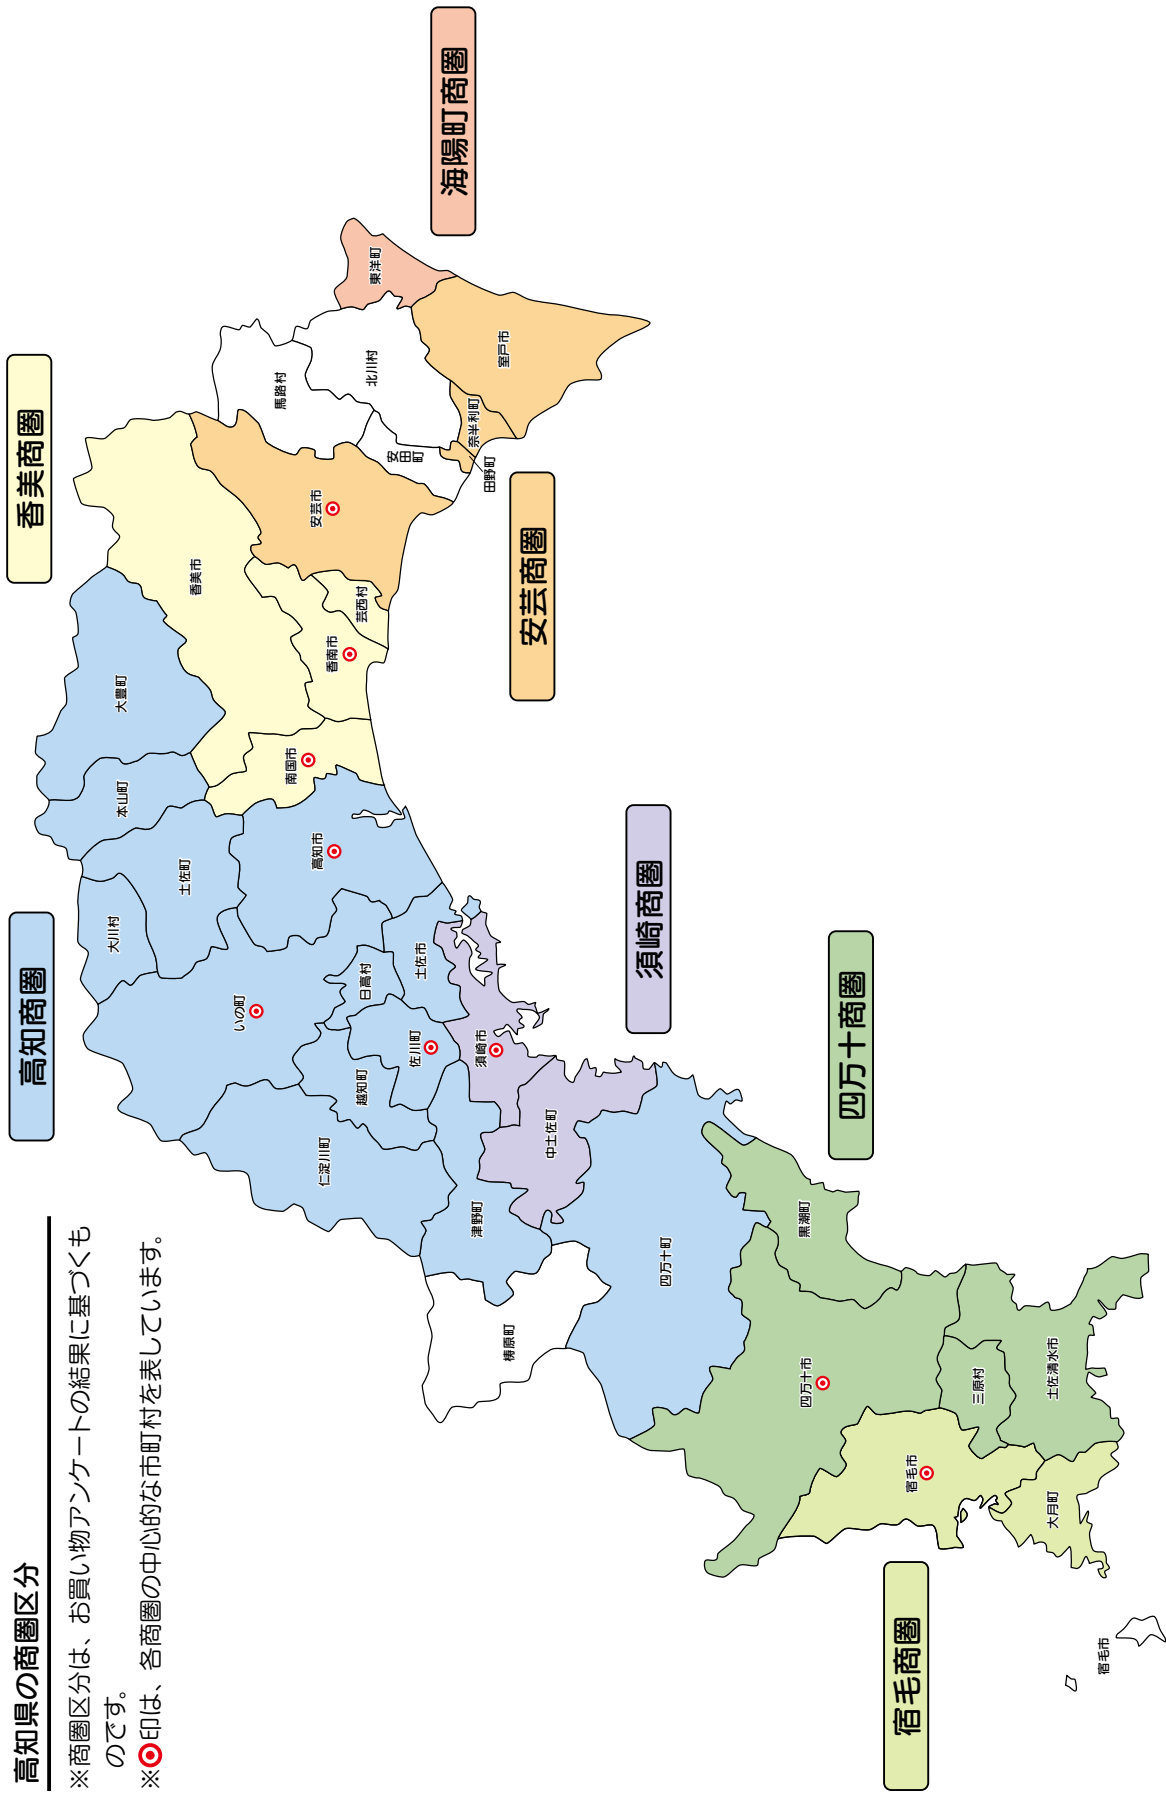 高知県の商圏区分
※商圏区分は、お買い物アンケートの結果に基づくも
のです。
※◎印は、各商圏の中心的な市町村を表しています。
高知商圏
香美商圏
安芸商圏
海陽町商圏
須崎商圏
四万十商圏
宿毛商圏
大川村
本山町
大豊町
土佐町
いの町
高知市
南国市
香美市
香南市
芸西村
安芸市
馬路村
北川村
安田町
田野町
奈半利町
室戸市
東洋町
仁淀川町
越知町
佐川町
日高村
土佐市
須崎市
津野町
中土佐町
梼原町
四万十町
黒潮町
四万十市
三原村
土佐清水市
宿毛市
大月町
宿毛市